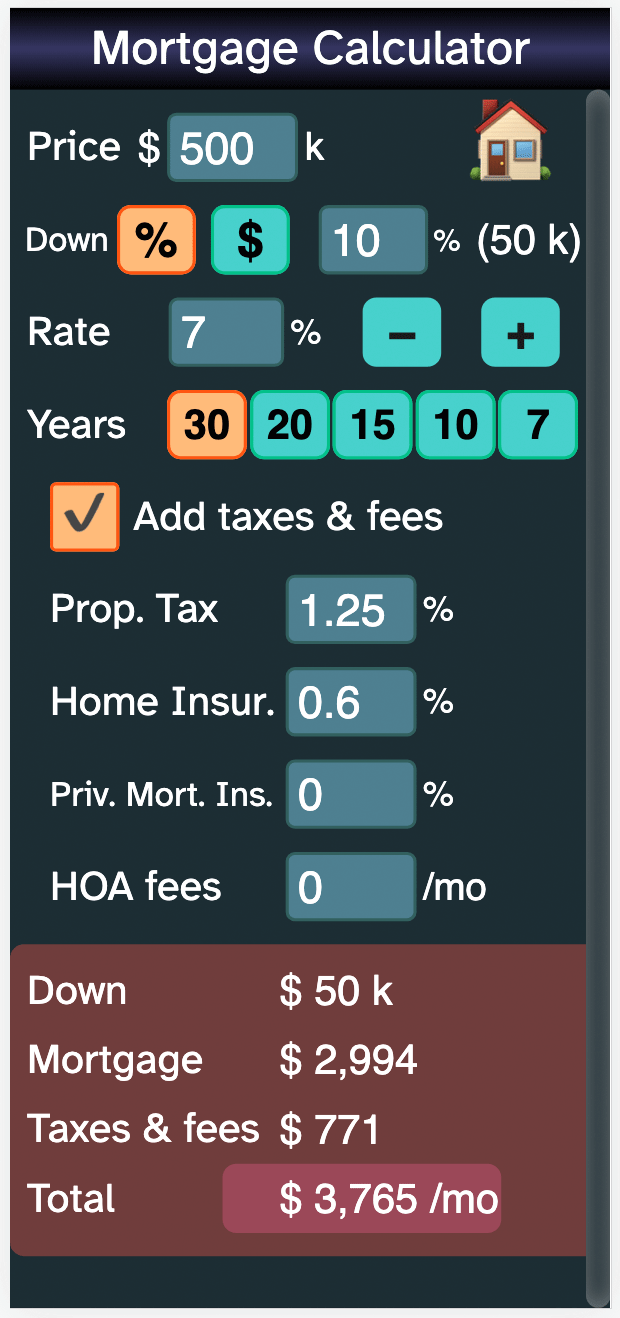 Mortgage Calculator
Price $ 500 k
Down % $ 10 % (50 k)
Rate 7 % – +
Years 30 20 15 10 7
✓ Add taxes & fees
Prop. Tax 1.25 %
Home Insur. 0.6 %
Priv. Mort. Ins. 0 %
HOA fees 0 /mo
Down $ 50 k
Mortgage $ 2,994
Taxes & fees $ 771
Total $ 3,765 /mo